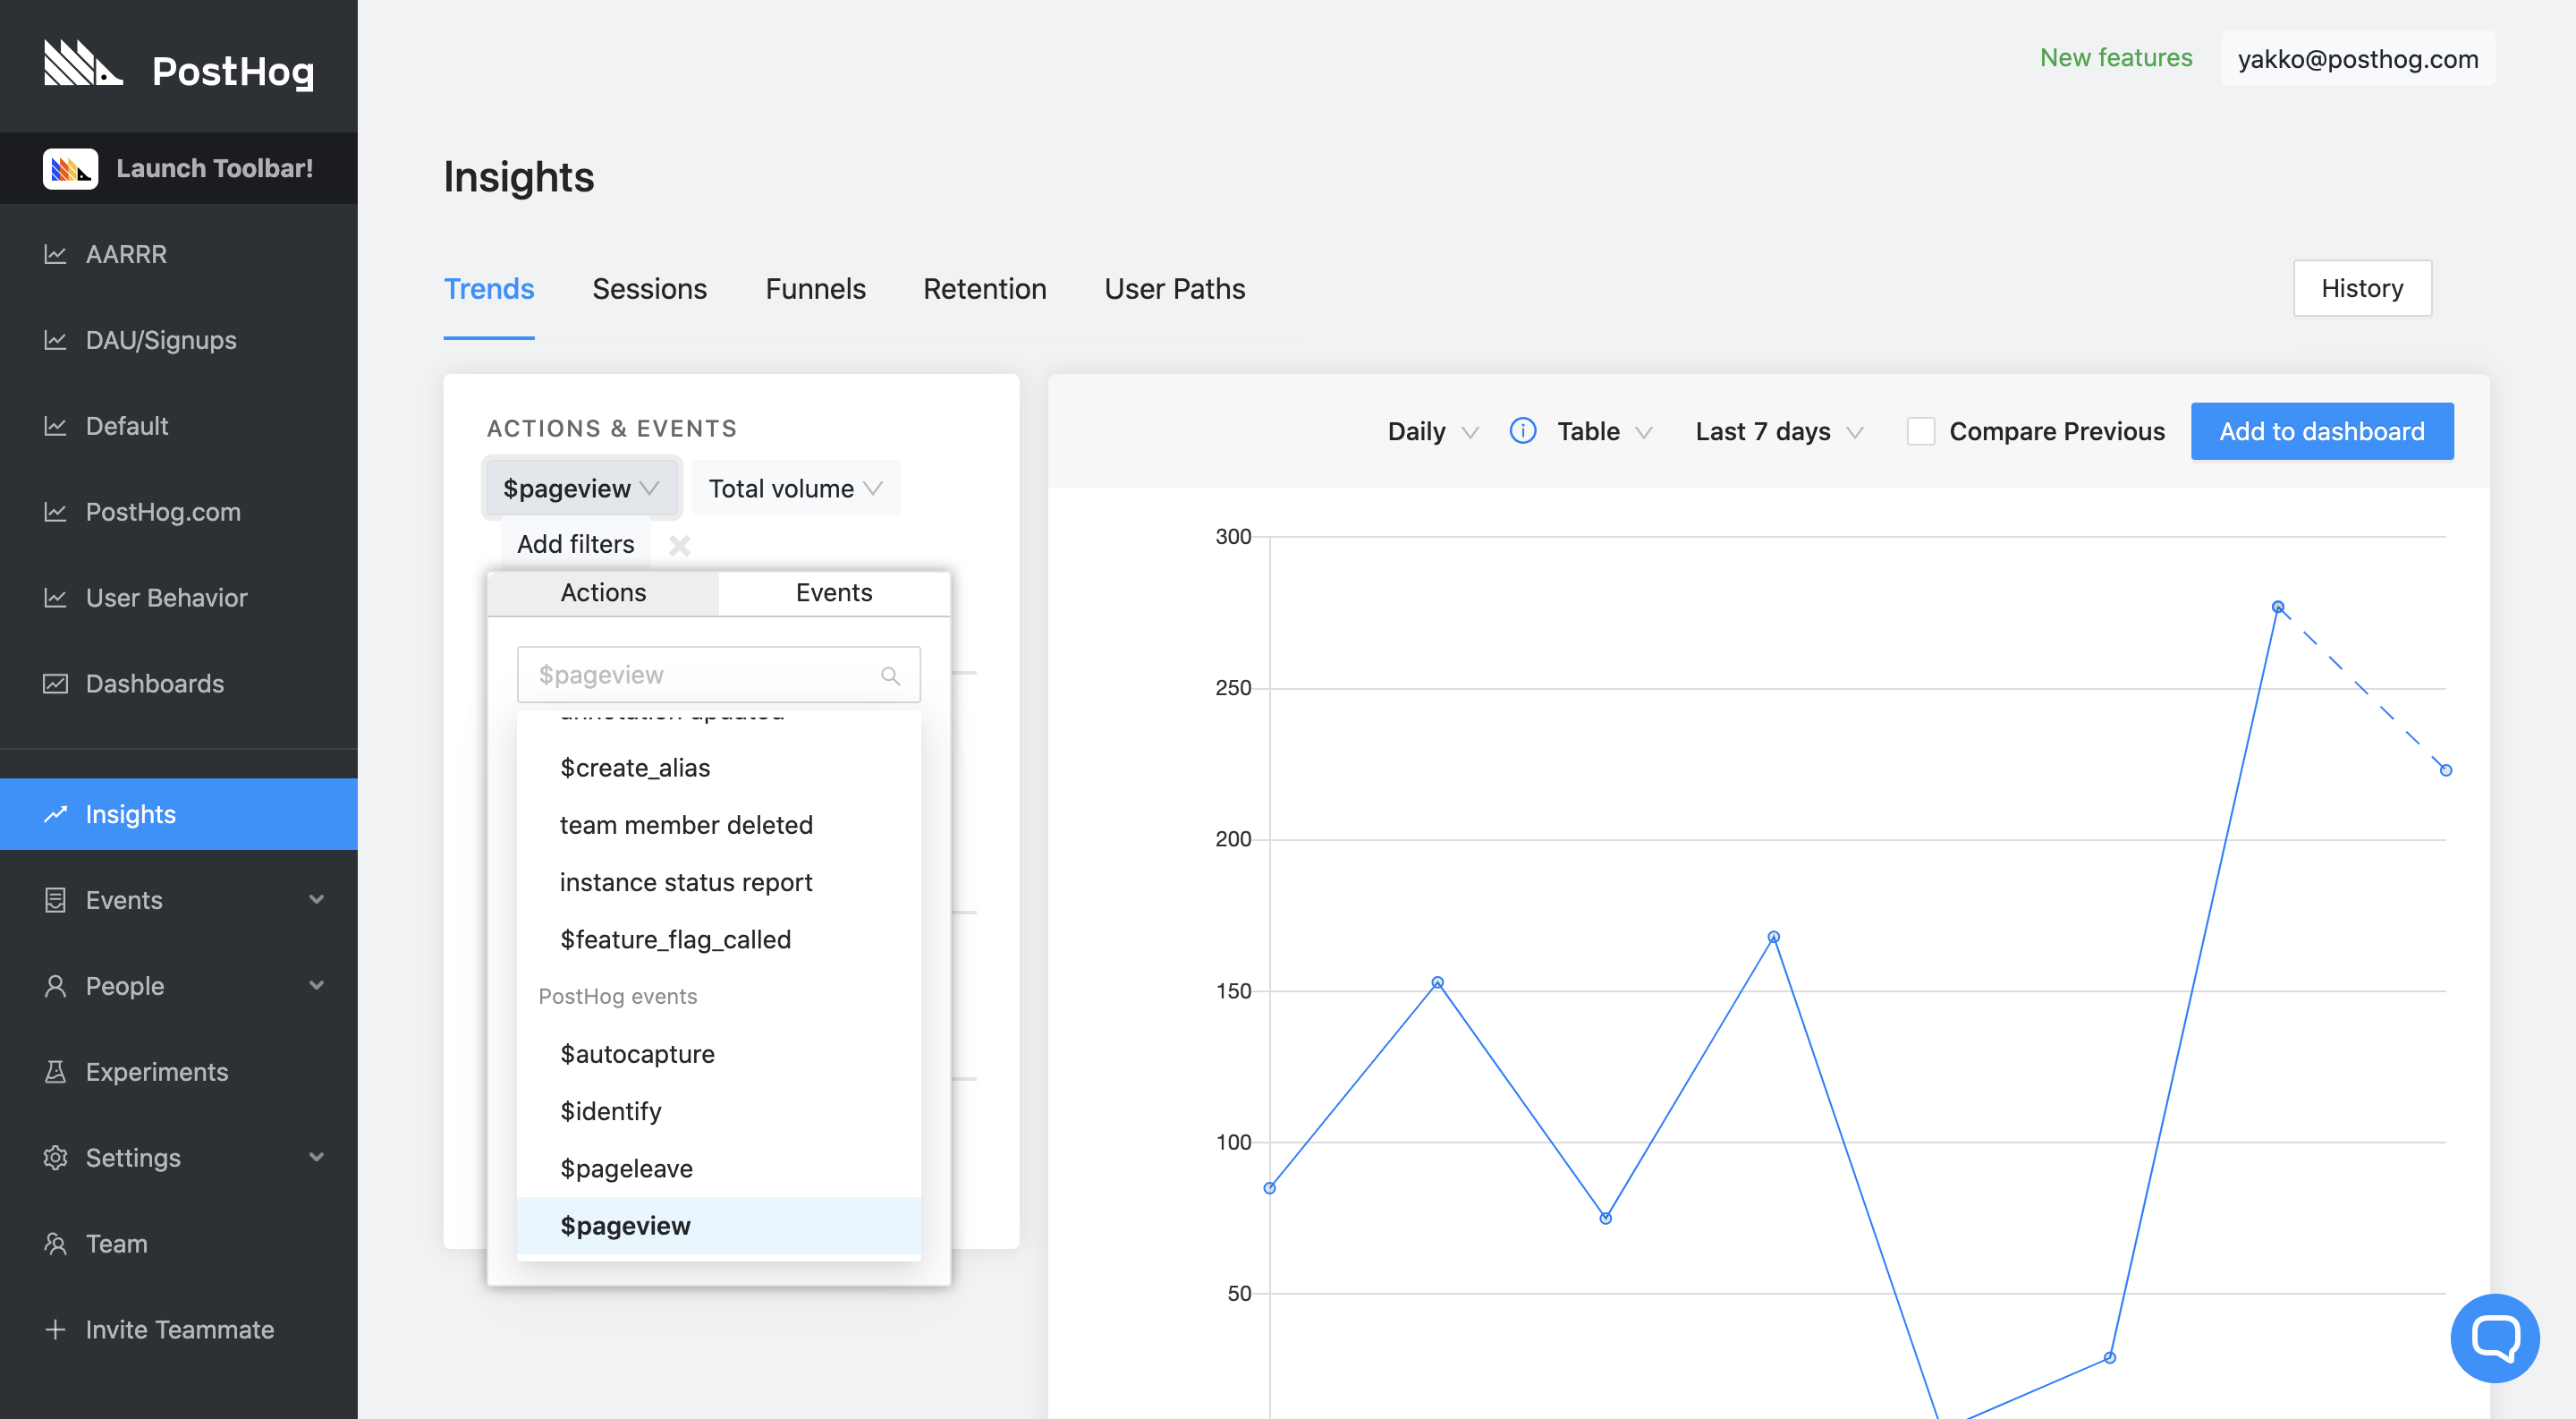 PostHog
Launch Toolbar!
AARRR
DAU/Signups
Default
PostHog.com
User Behavior
Dashboards
Insights
Events
People
Experiments
Settings
Team
Invite Teammate
New features
yakko@posthog.com
Insights
Trends Sessions Funnels Retention User Paths
History
ACTIONS & EVENTS
$pageview Total volume
Add filters
Actions Events
$pageview
annotation updated
$create_alias
team member deleted
instance status report
$feature_flag_called
PostHog events
$autocapture
$identify
$pageleave
$pageview
Daily Table Last 7 days Compare Previous Add to dashboard
300
250
200
150
100
50